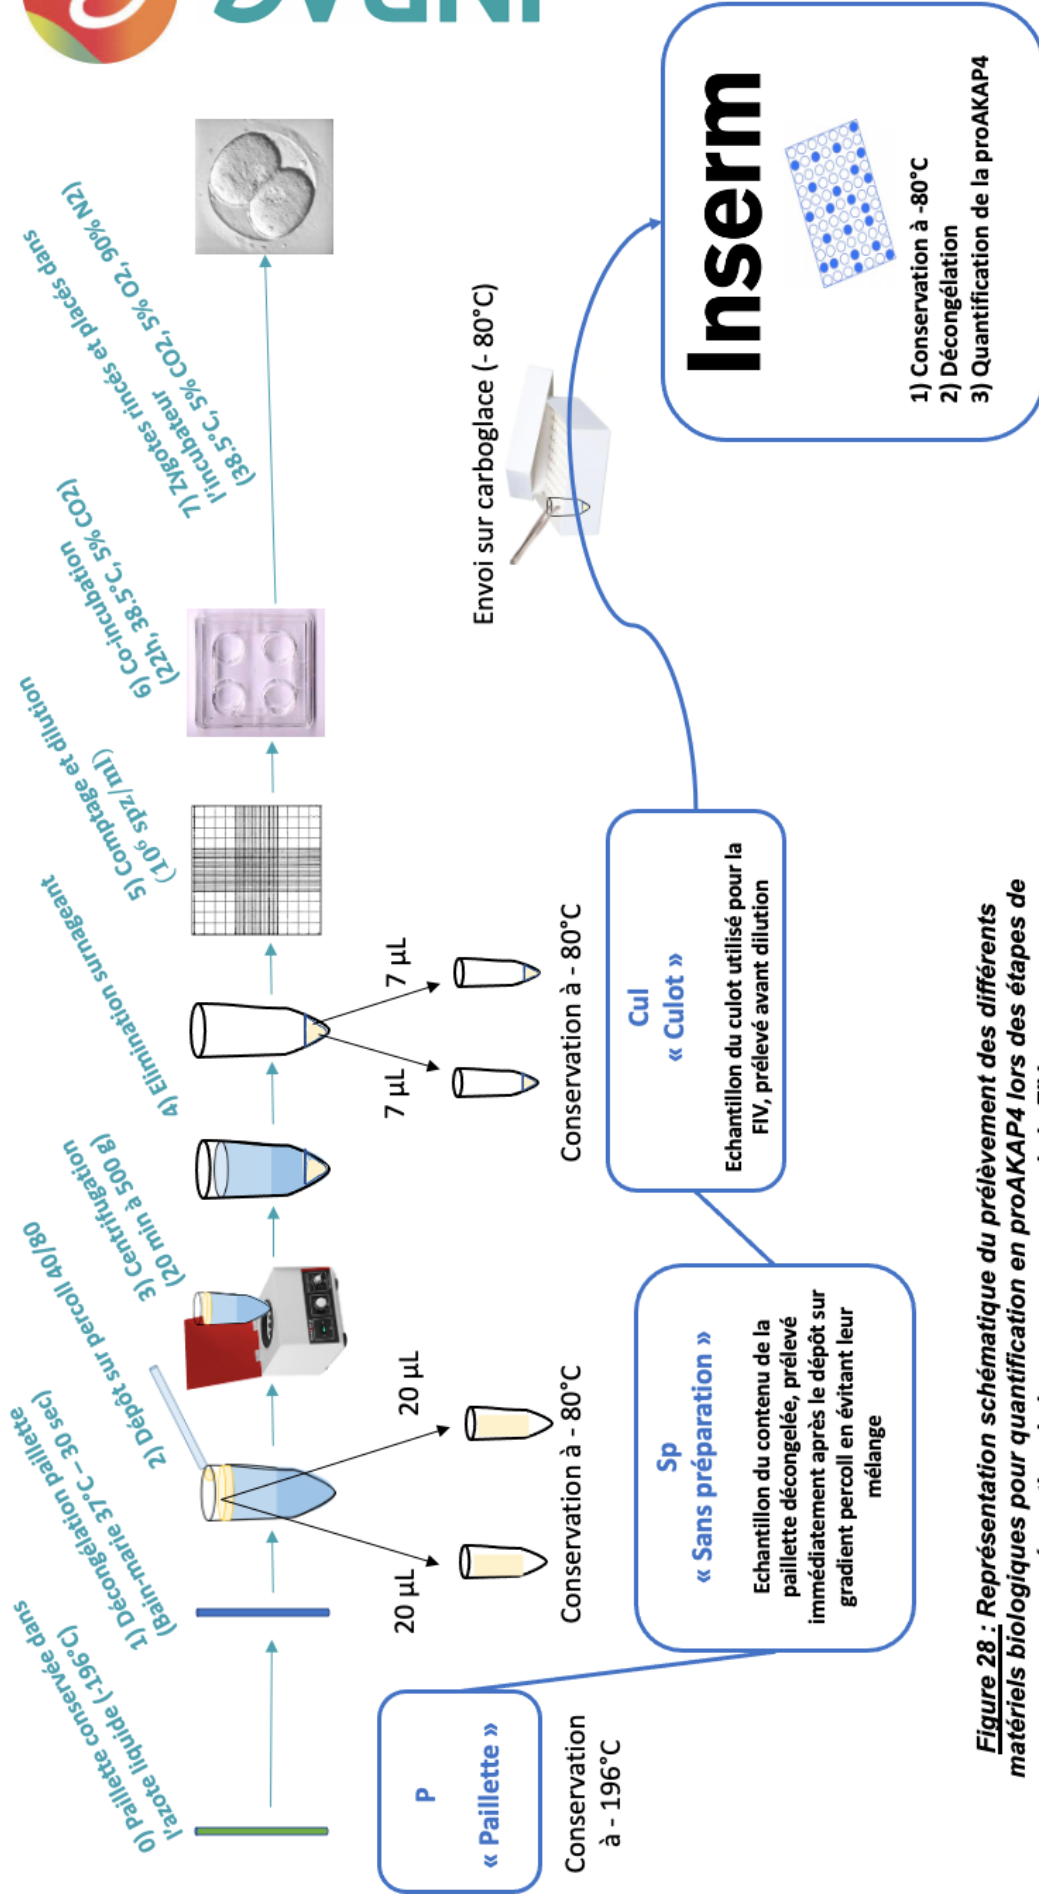 INRAE
0) Paillette conservée dans
l'azote liquide (-196°C)
1) Décongélation paillette
(Bain-marie 37°C – 30 sec)
2) Dépôt sur percoll 40/80
3) Centrifugation
(20 min à 500 g)
4) Elimination surnageant
5) Comptage et dilution
(10⁶ spz/ml)
6) Co-incubation
(22h, 38.5°C, 5% CO2)
7) Zygotes rincés et placés dans
l'incubateur
(38.5°C, 5% CO2, 5% O2, 90% N2)
20 µL
20 µL
Conservation à - 80°C
7 µL
7 µL
Conservation à - 80°C
Envoi sur carboglace (- 80°C)
P
« Paillette »
Conservation
à - 196°C
Sp
« Sans préparation »
Echantillon du contenu de la
paillette décongelée, prélevé
immédiatement après le dépôt sur
gradient percoll en évitant leur
mélange
Cul
« Culot »
Echantillon du culot utilisé pour la
FIV, prélevé avant dilution
Inserm
1) Conservation à -80°C
2) Décongélation
3) Quantification de la proAKAP4
Figure 28 : Représentation schématique du prélèvement des différents
matériels biologiques pour quantification en proAKAP4 lors des étapes de